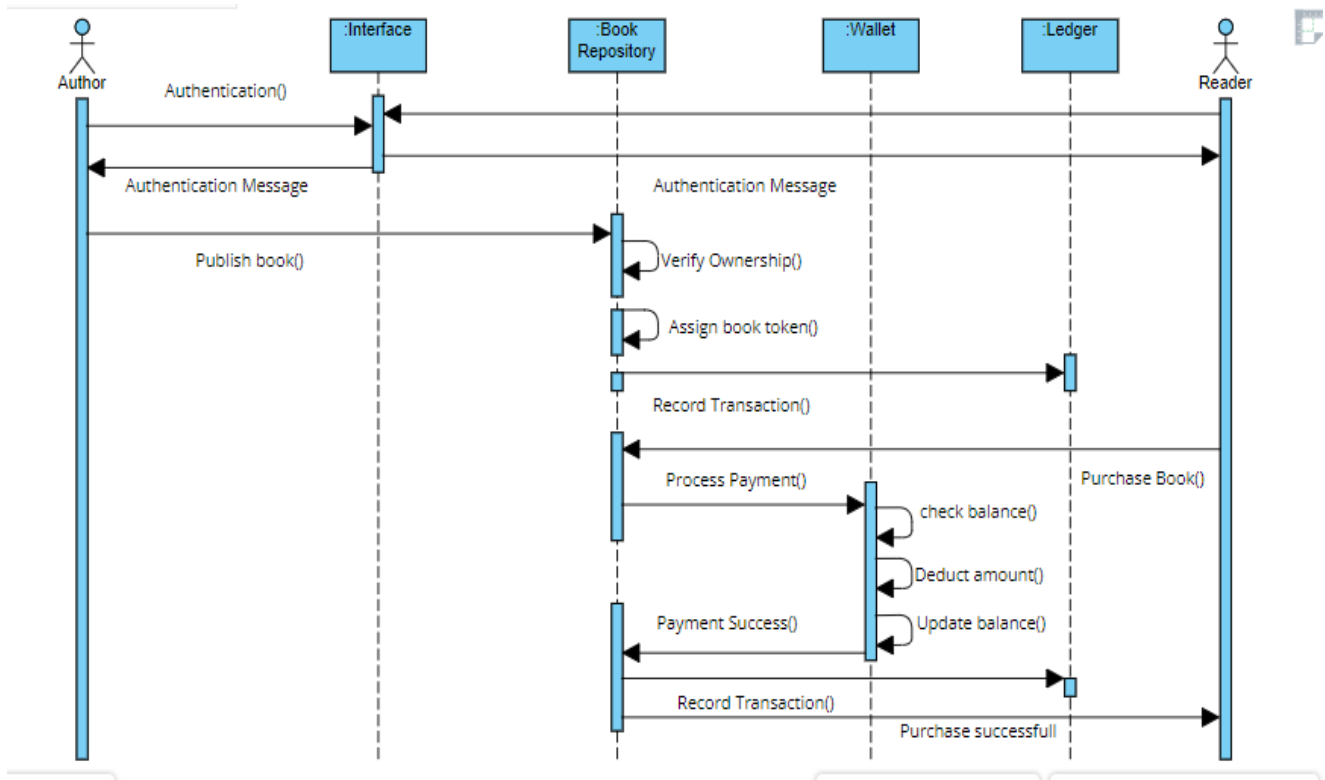 :Interface
:Book
Repository
:Wallet
:Ledger
Author
Reader
Authentication()
Authentication Message
Authentication Message
Publish book()
Verify Ownership()
Assign book token()
Record Transaction()
Purchase Book()
Process Payment()
check balance()
Deduct amount()
Payment Success()
Update balance()
Record Transaction()
Purchase successfull